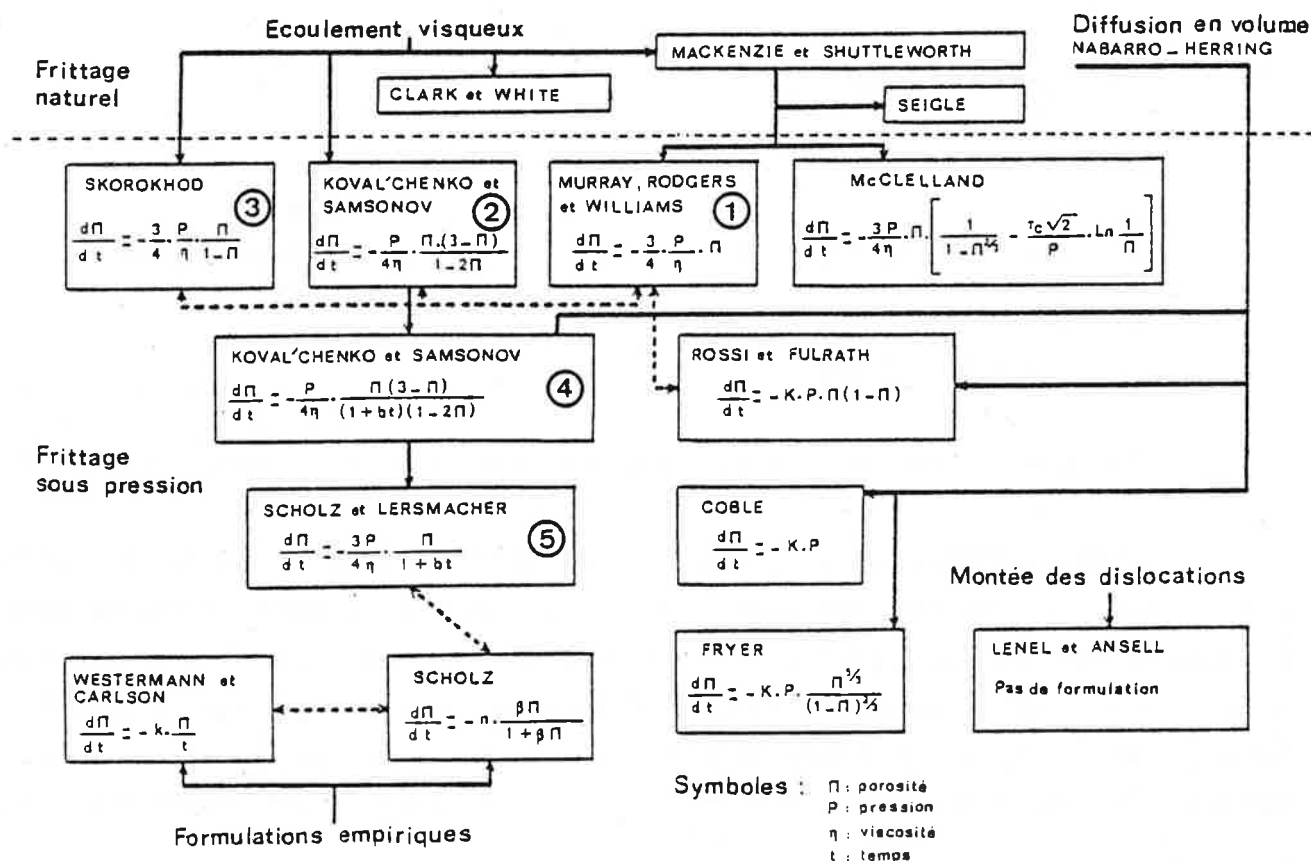 Ecoulement visqueux
Diffusion en volume
NABARRO_HERRING
MACKENZIE et SHUTTLEWORTH
Frittage
naturel
CLARK et WHITE
SEIGLE
SKOROKHOD
③
dΠ/dt = -3/4 · P/η · Π/(1-Π)
KOVAL'CHENKO et
SAMSONOV
②
dΠ/dt = -P/4η · Π.(3-Π)/(1-2Π)
MURRAY, RODGERS
et WILLIAMS
①
dΠ/dt = -3/4 · P/η · Π
McCLELLAND
dΠ/dt = -3P/4η · Π · [1/(1-Π^2/3) - τc√2/P · Ln 1/Π]
KOVAL'CHENKO et SAMSONOV
④
dΠ/dt = -P/4η · Π(3-Π)/((1+bt)(1-2Π))
ROSSI et FULRATH
dΠ/dt = -K.P.Π(1-Π)
Frittage
sous pression
SCHOLZ et LERSMACHER
⑤
dΠ/dt = -3P/4η · Π/(1+bt)
COBLE
dΠ/dt = -K.P
Montée des dislocations
FRYER
dΠ/dt = -K.P. Π^5/3/(1-Π)^2/3
LENEL et ANSELL
Pas de formulation
WESTERMANN et
CARLSON
dΠ/dt = -k. Π/t
SCHOLZ
dΠ/dt = -n · βΠ/(1+βΠ)
Formulations empiriques
Symboles : Π : porosité
P : pression
η : viscosité
t : temps